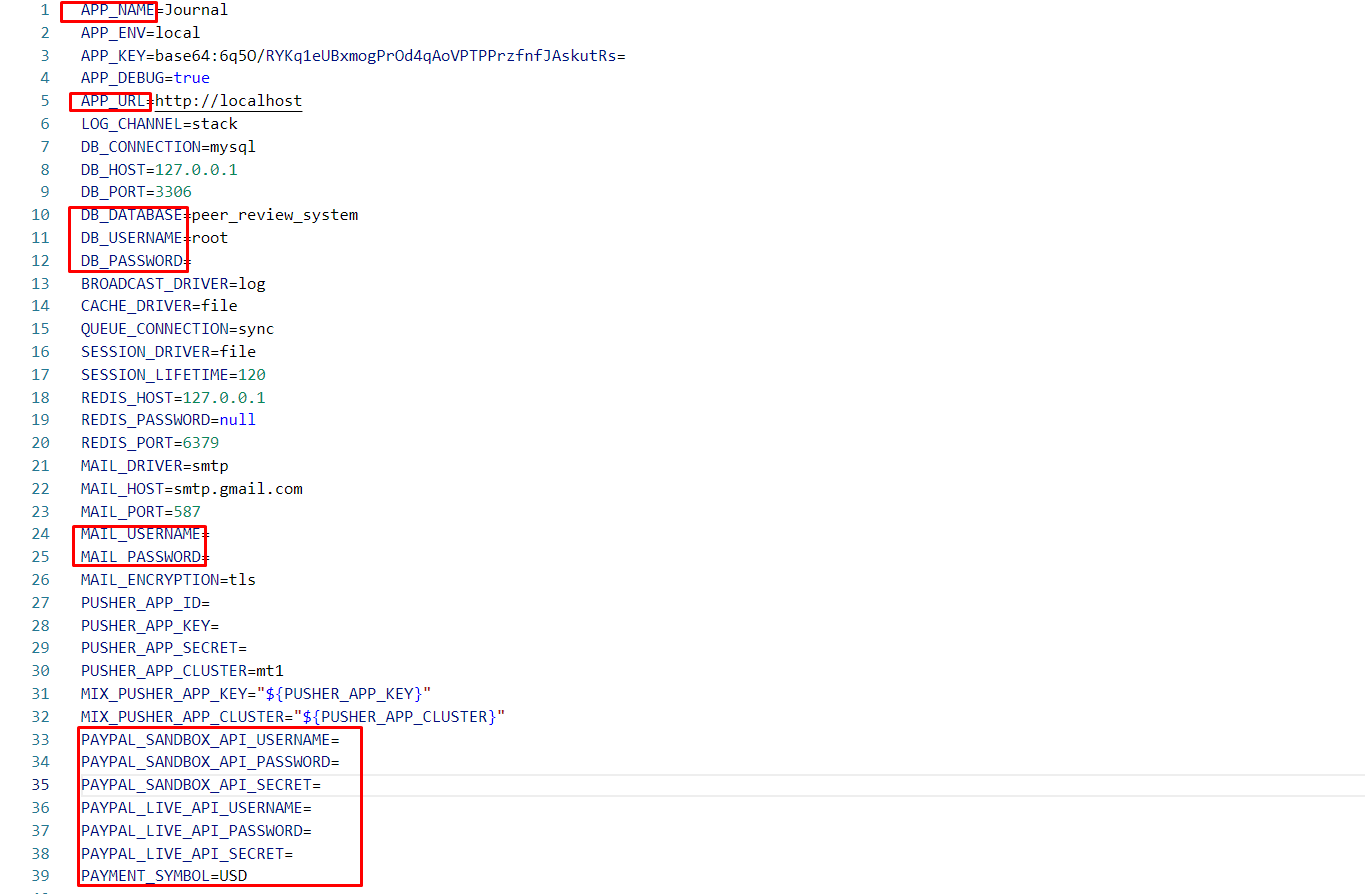 1 APP_NAME=Journal
2 APP_ENV=local
3 APP_KEY=base64:6q5O/RYKq1eUBxmogPrOd4qAoVPTPPrzfnfJAskutRs=
4 APP_DEBUG=true
5 APP_URL=http://localhost
6 LOG_CHANNEL=stack
7 DB_CONNECTION=mysql
8 DB_HOST=127.0.0.1
9 DB_PORT=3306
10 DB_DATABASE=peer_review_system
11 DB_USERNAME=root
12 DB_PASSWORD=
13 BROADCAST_DRIVER=log
14 CACHE_DRIVER=file
15 QUEUE_CONNECTION=sync
16 SESSION_DRIVER=file
17 SESSION_LIFETIME=120
18 REDIS_HOST=127.0.0.1
19 REDIS_PASSWORD=null
20 REDIS_PORT=6379
21 MAIL_DRIVER=smtp
22 MAIL_HOST=smtp.gmail.com
23 MAIL_PORT=587
24 MAIL_USERNAME=
25 MAIL_PASSWORD=
26 MAIL_ENCRYPTION=tls
27 PUSHER_APP_ID=
28 PUSHER_APP_KEY=
29 PUSHER_APP_SECRET=
30 PUSHER_APP_CLUSTER=mt1
31 MIX_PUSHER_APP_KEY="${PUSHER_APP_KEY}"
32 MIX_PUSHER_APP_CLUSTER="${PUSHER_APP_CLUSTER}"
33 PAYPAL_SANDBOX_API_USERNAME=
34 PAYPAL_SANDBOX_API_PASSWORD=
35 PAYPAL_SANDBOX_API_SECRET=
36 PAYPAL_LIVE_API_USERNAME=
37 PAYPAL_LIVE_API_PASSWORD=
38 PAYPAL_LIVE_API_SECRET=
39 PAYMENT_SYMBOL=USD